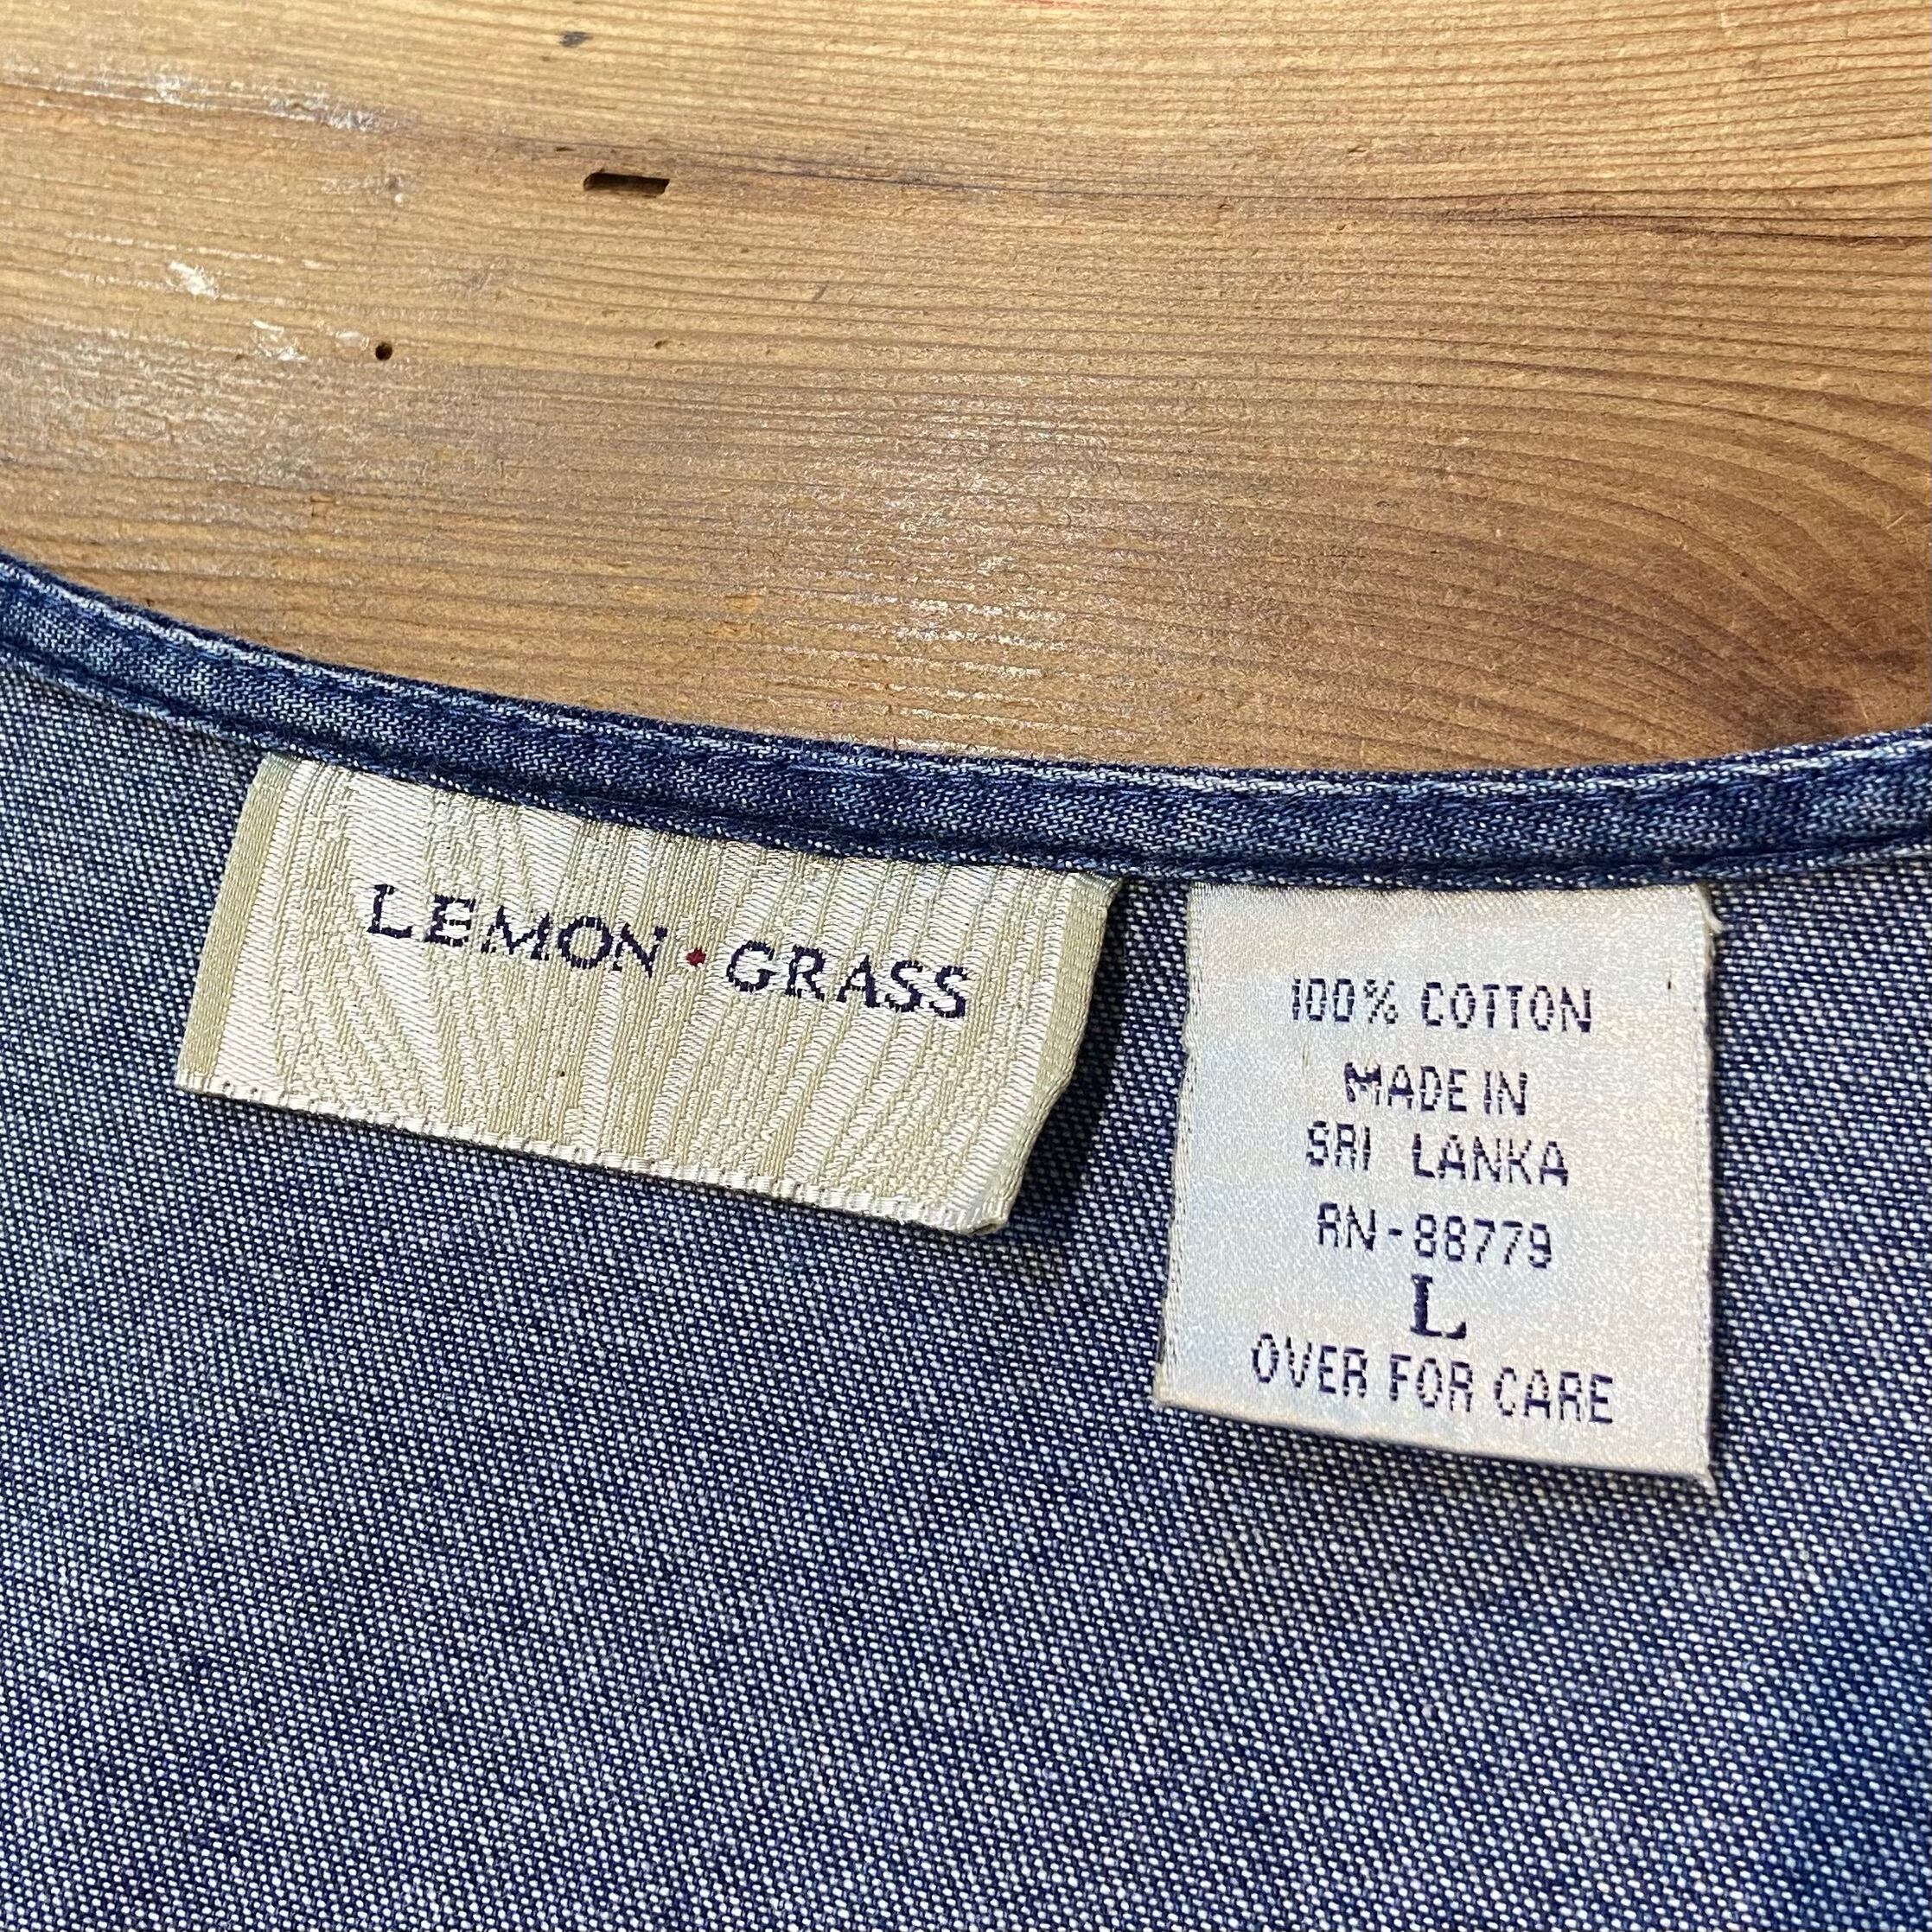 LEMON • GRASS
100% COTTON
MADE IN
SRI LANKA
RN-88779
L
OVER FOR CARE